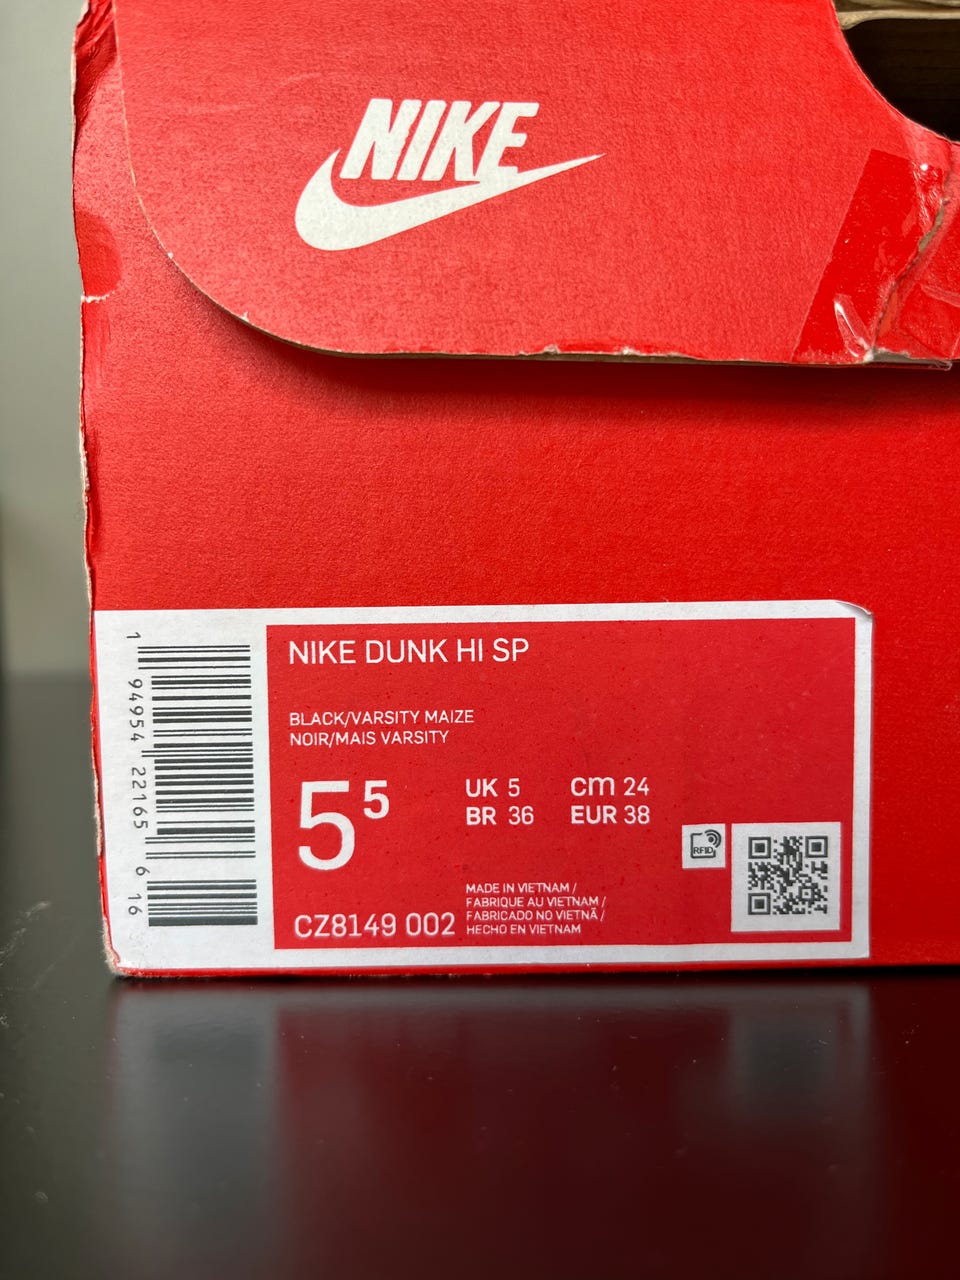 NIKE
NIKE DUNK HI SP
BLACK/VARSITY MAIZE
NOIR/MAIS VARSITY
5⁵
UK 5 cm 24
BR 36 EUR 38
RFID
MADE IN VIETNAM /
FABRIQUE AU VIETNAM /
FABRICADO NO VIETNÃ /
HECHO EN VIETNAM
CZ8149 002
1 94954 22165 6 16